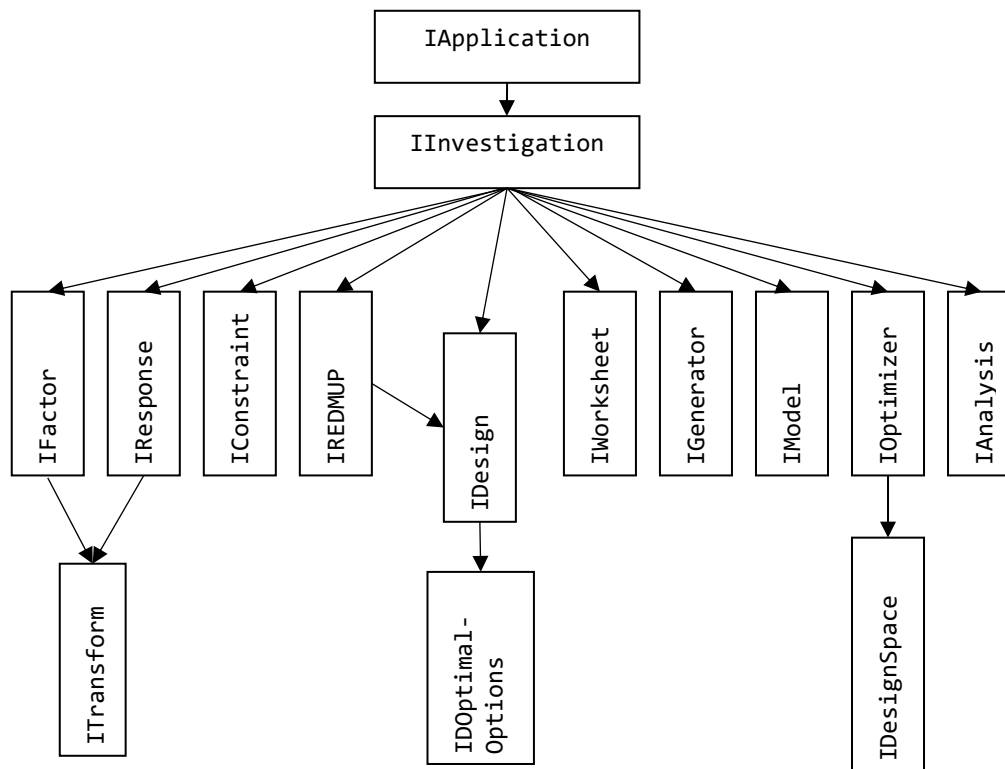 IApplication
IInvestigation
IFactor
IResponse
IConstraint
IREDMUP
IDesign
IWorksheet
IGenerator
IModel
IOptimizer
IAnalysis
ITransform
IDOptimal-
Options
IDesignSpace